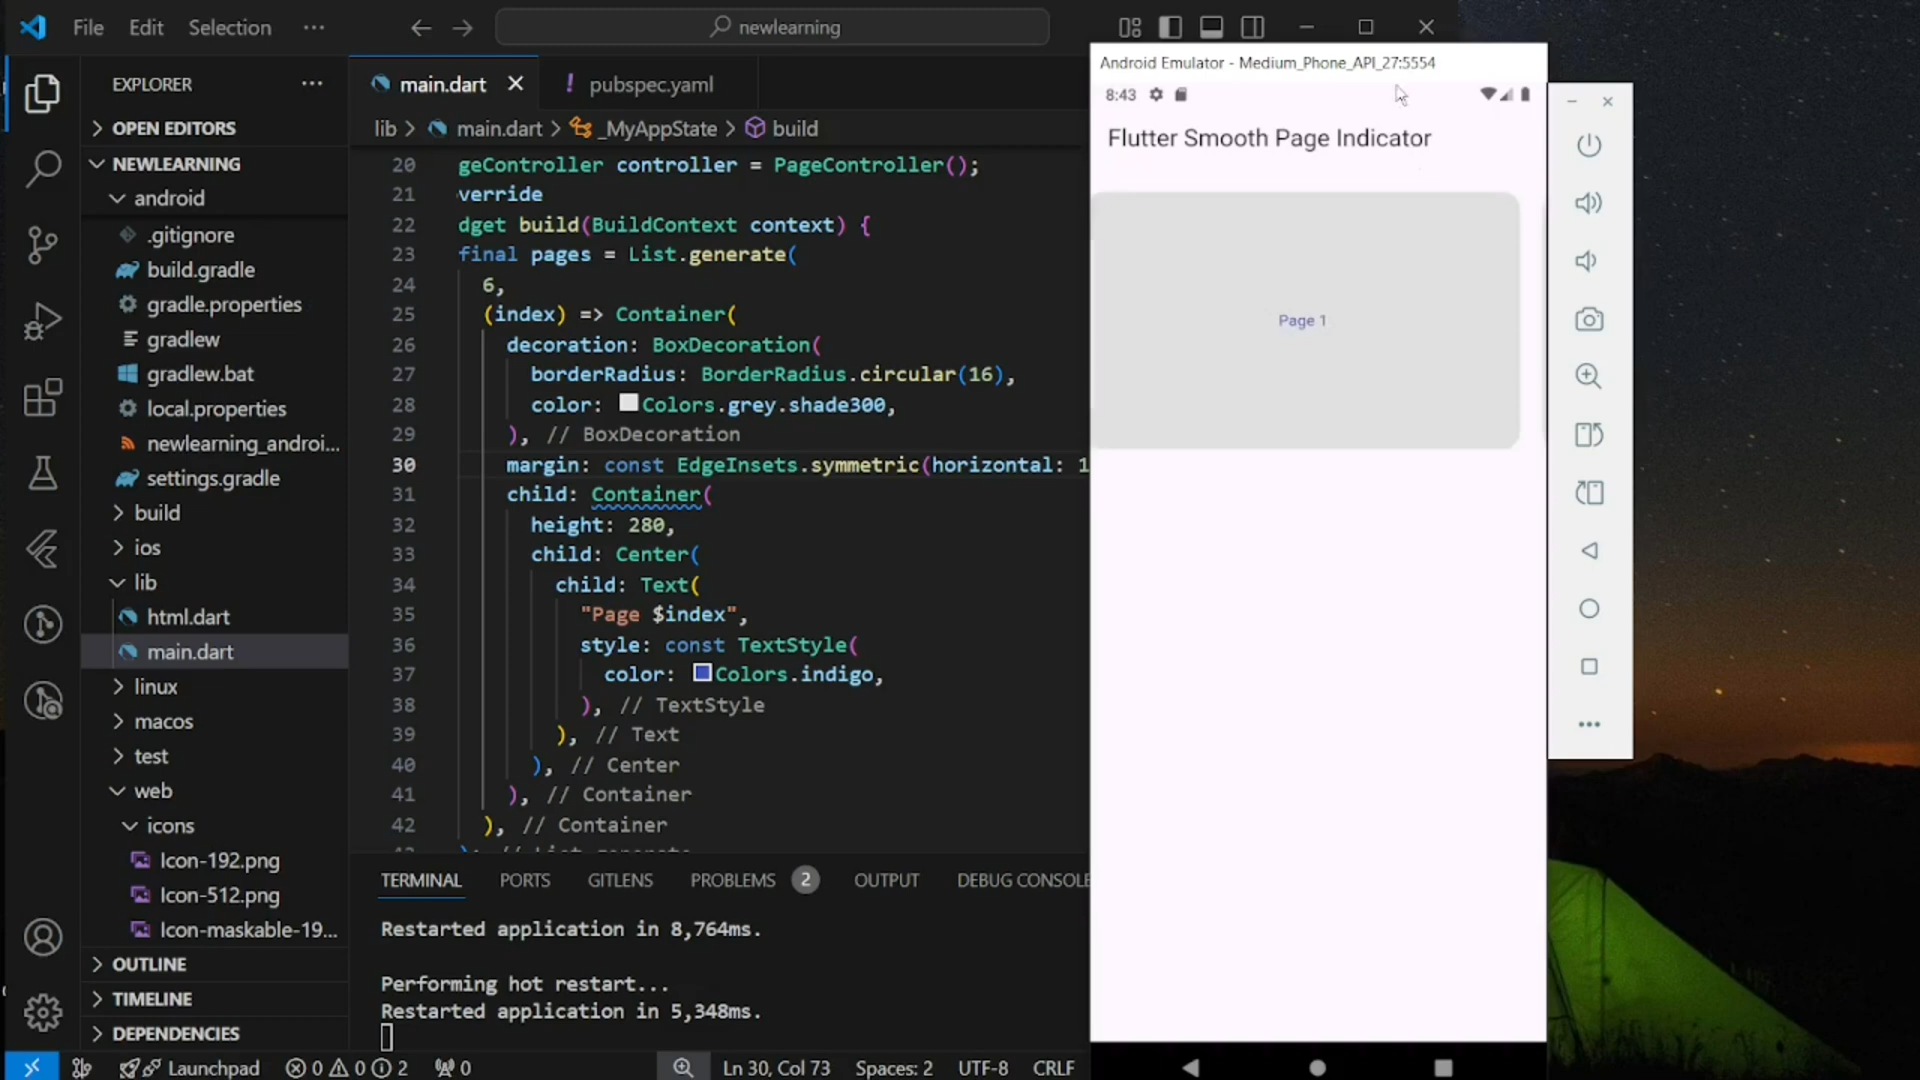 File Edit Selection ···
newlearning
EXPLORER ···
OPEN EDITORS
NEWLEARNING
android
.gitignore
build.gradle
gradle.properties
gradlew
gradlew.bat
local.properties
newlearning_androi...
settings.gradle
build
ios
lib
html.dart
main.dart
linux
macos
test
web
icons
Icon-192.png
Icon-512.png
Icon-maskable-19...
OUTLINE
TIMELINE
DEPENDENCIES
main.dart
! pubspec.yaml
lib > main.dart > _MyAppState > build
20 geController controller = PageController();
21 verride
22 dget build(BuildContext context) {
23 final pages = List.generate(
24 6,
25 (index) => Container(
26 decoration: BoxDecoration(
27 borderRadius: BorderRadius.circular(16),
28 color: Colors.grey.shade300,
29 ), // BoxDecoration
30 margin: const EdgeInsets.symmetric(horizontal: 1
31 child: Container(
32 height: 280,
33 child: Center(
34 child: Text(
35 "Page $index",
36 style: const TextStyle(
37 color: Colors.indigo,
38 ), // TextStyle
39 ), // Text
40 ), // Center
41 ), // Container
42 ), // Container
TERMINAL PORTS GITLENS PROBLEMS 2 OUTPUT DEBUG CONSOLE
Restarted application in 8,764ms.
Performing hot restart...
Restarted application in 5,348ms.
Launchpad 0 0 2 0 Ln 30, Col 73 Spaces: 2 UTF-8 CRLF
Android Emulator - Medium_Phone_API_27:5554
8:43
Flutter Smooth Page Indicator
Page 1